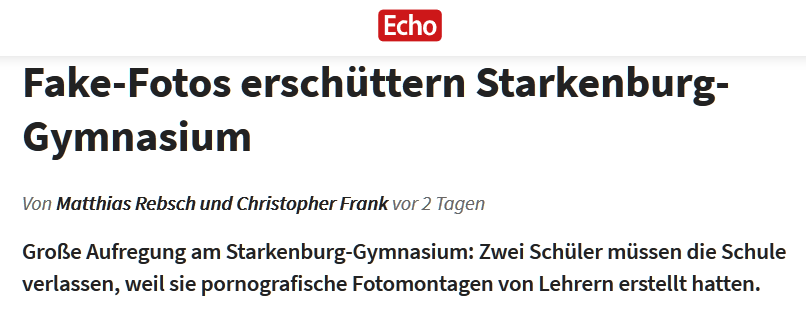 Echo
Fake-Fotos erschüttern Starkenburg-
Gymnasium
Von Matthias Rebsch und Christopher Frank vor 2 Tagen
Große Aufregung am Starkenburg-Gymnasium: Zwei Schüler müssen die Schule
verlassen, weil sie pornografische Fotomontagen von Lehrern erstellt hatten.